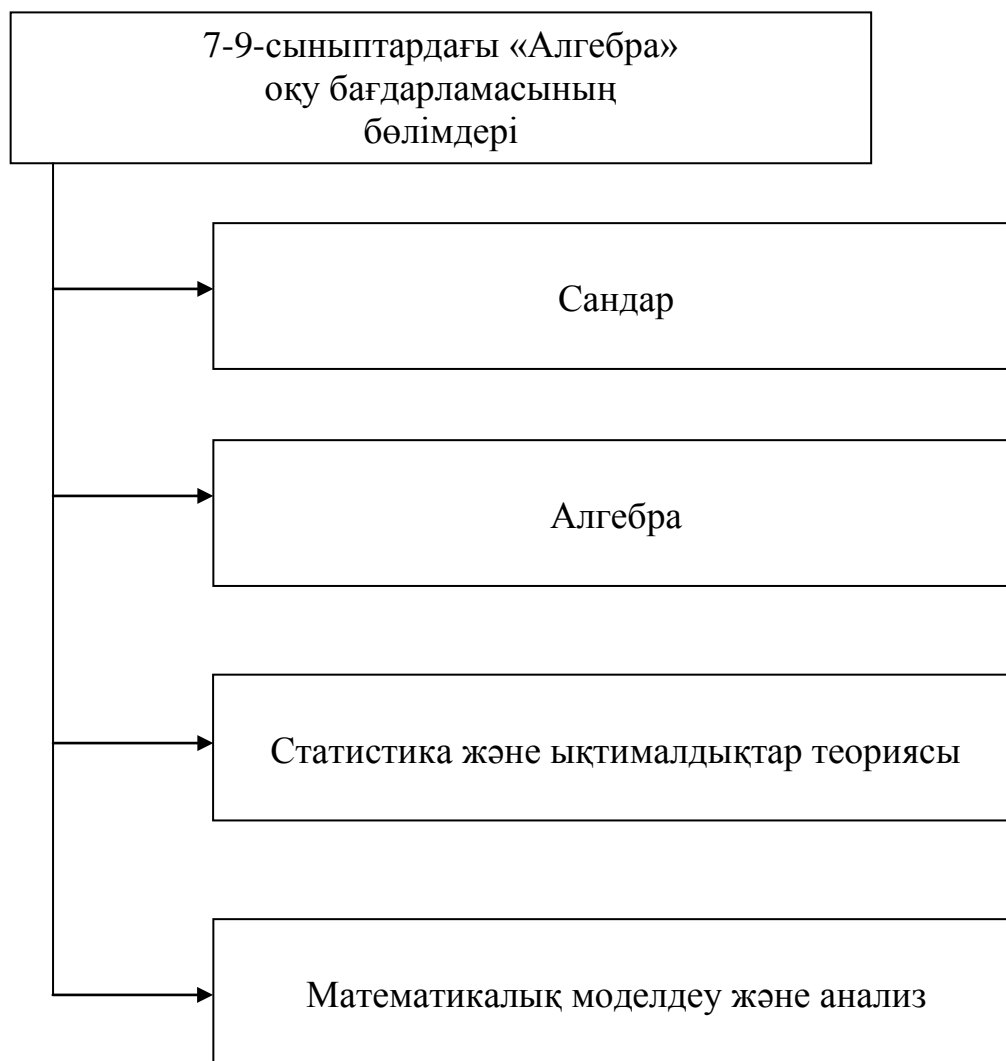 7-9-сыныптардағы «Алгебра»
оқу бағдарламасының
бөлімдері
Сандар
Алгебра
Статистика және ықтималдықтар теориясы
Математикалық моделдеу және анализ